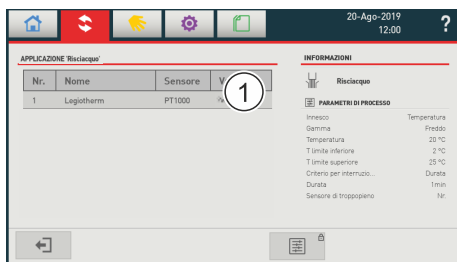 20-Ago-2019
12:00
?
APPLICAZIONE 'Risciacquo'
Nr. Nome Sensore V
1 Legiotherm PT1000
1
INFORMAZIONI
Risciacquo
PARAMETRI DI PROCESSO
Innesco Temperatura
Gamma Freddo
Temperatura 20 °C
T limite inferiore 2 °C
T limite superiore 25 °C
Criterio per interruzio... Durata
Durata 1min
Sensore di troppopieno Nr.